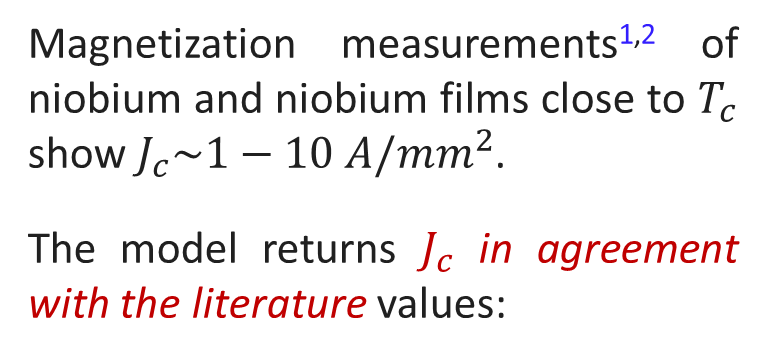 Magnetization measurements¹,² of
niobium and niobium films close to 𝑇𝑐
show 𝐽𝑐~1 − 10 𝐴/𝑚𝑚².
The model returns 𝐽𝑐 in agreement
with the literature values: